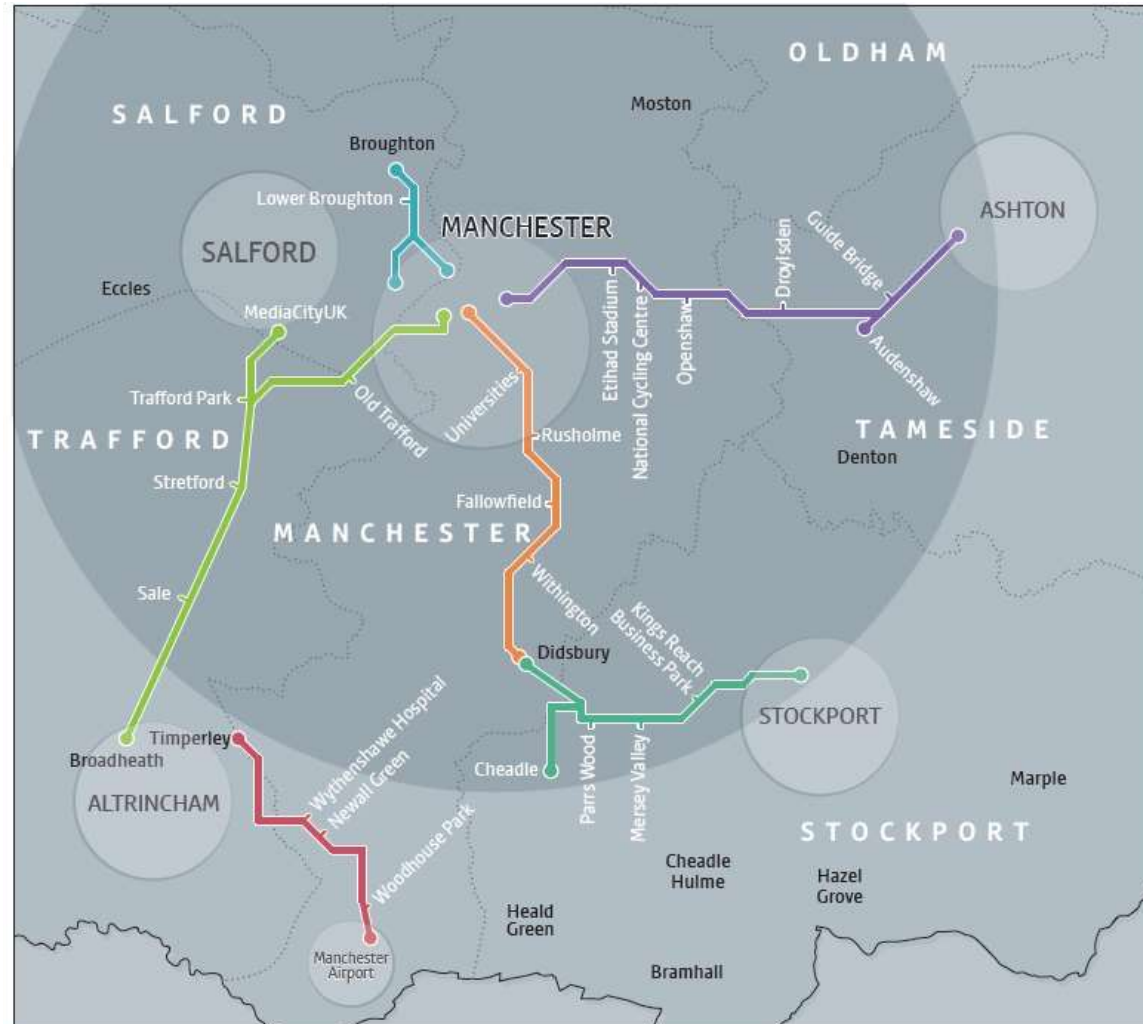 OLDHAM
Moston
SALFORD
Broughton
Lower Broughton
MANCHESTER
ASHTON
SALFORD
Guide Bridge
Droylsden
Eccles
MediaCityUK
Etihad Stadium
National Cycling Centre
Openshaw
Audenshaw
Universities
Trafford Park
Old Trafford
TRAFFORD
Rusholme
TAMESIDE
Denton
Stretford
Fallowfield
MANCHESTER
Withington
Sale
Didsbury
Kings Reach
Business Park
STOCKPORT
Timperley
Broadheath
Wythenshawe Hospital
Newall Green
Cheadle
Parrs Wood
Mersey Valley
ALTRINCHAM
Marple
Woodhouse Park
STOCKPORT
Cheadle
Hulme
Hazel
Grove
Heald
Green
Manchester
Airport
Bramhall